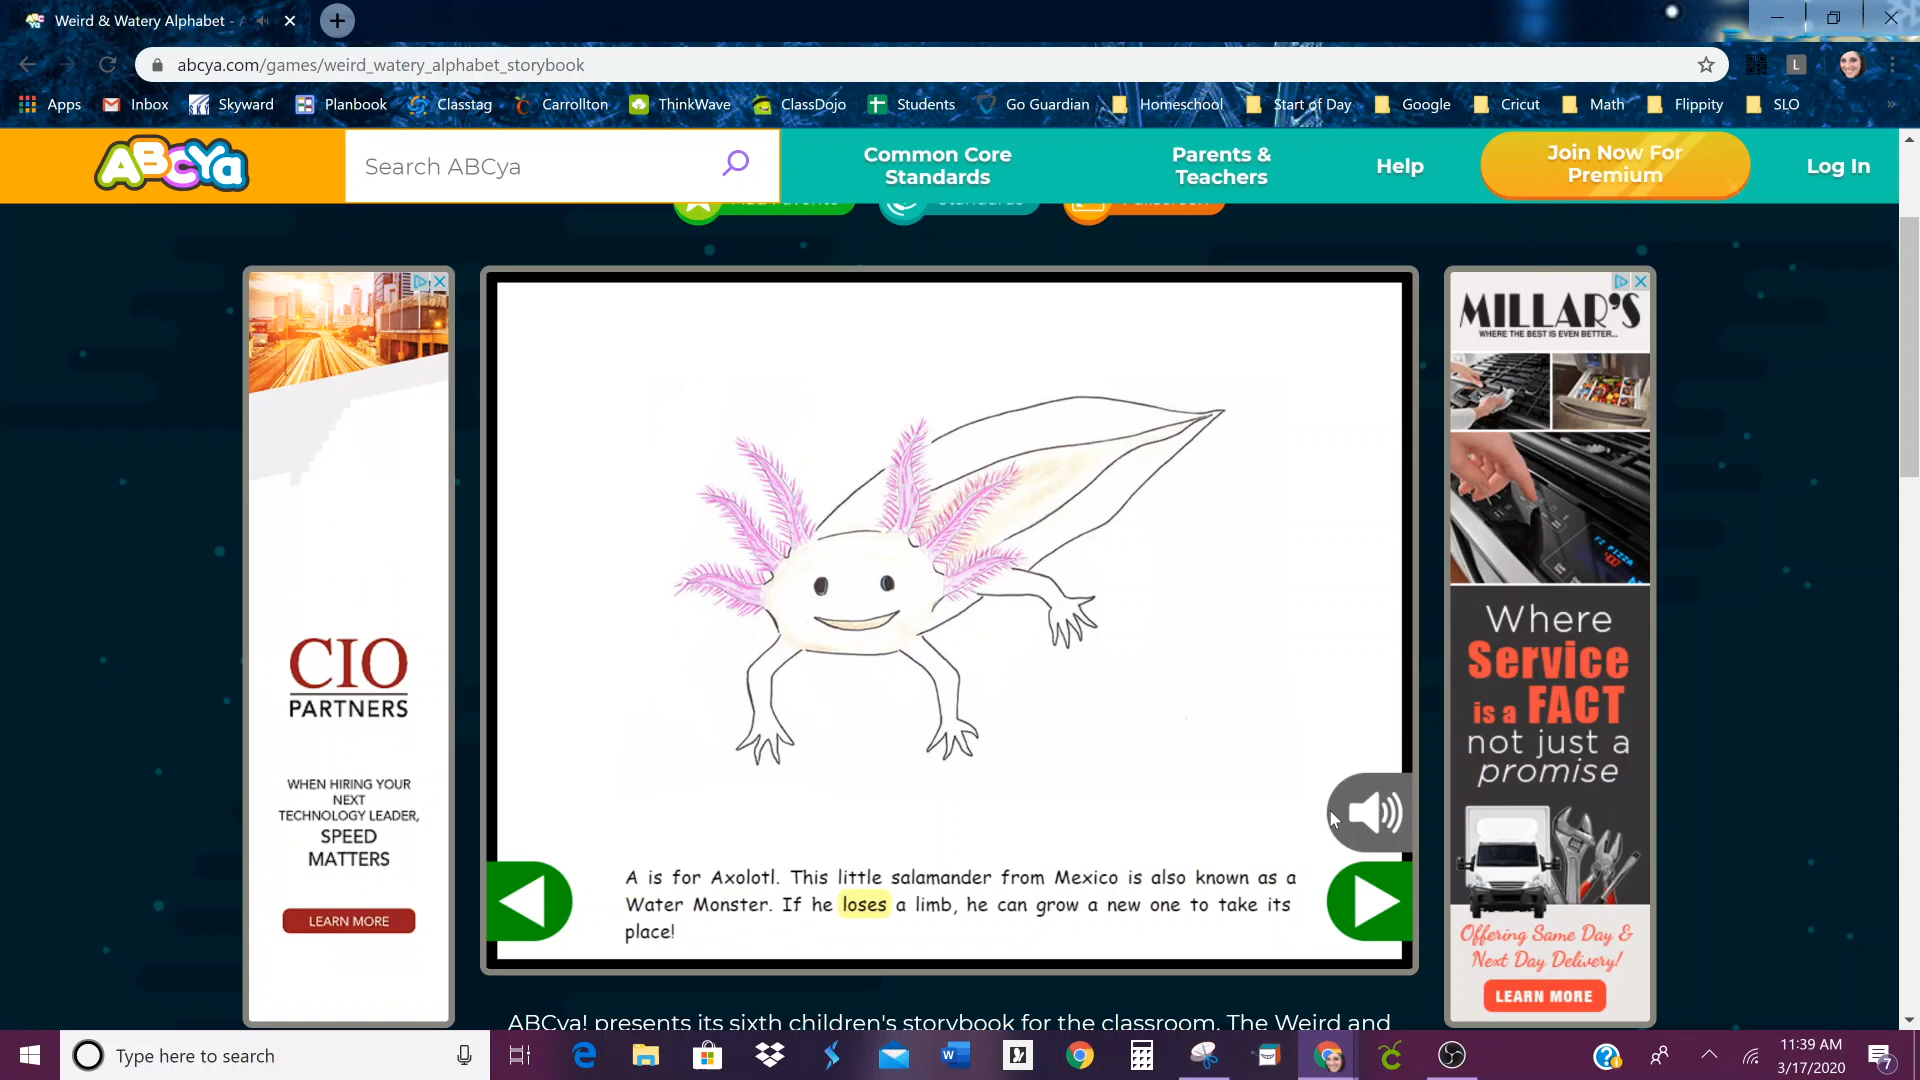 Weird & Watery Alphabet -
abcya.com/games/weird_watery_alphabet_storybook
L
Apps Inbox Skyward Planbook Classtag Carrollton ThinkWave ClassDojo Students Go Guardian Homeschool Start of Day Google Cricut Math Flippity SLO »
ABCYa
Search ABCya
Common Core
Standards
Parents &
Teachers
Help
Join Now For
Premium
Log In
CIO
PARTNERS
WHEN HIRING YOUR
NEXT
TECHNOLOGY LEADER,
SPEED
MATTERS
LEARN MORE
A is for Axolotl. This little salamander from Mexico is also known as a
Water Monster. If he loses a limb, he can grow a new one to take its
place!
MILLAR'S
WHERE THE BEST IS EVEN BETTER...
Where
Service
is a FACT
not just a
promise
Offering Same Day &
Next Day Delivery!
LEARN MORE
ABCya! presents its sixth children's storybook for the classroom. The Weird and
Type here to search
11:39 AM
3/17/2020
7